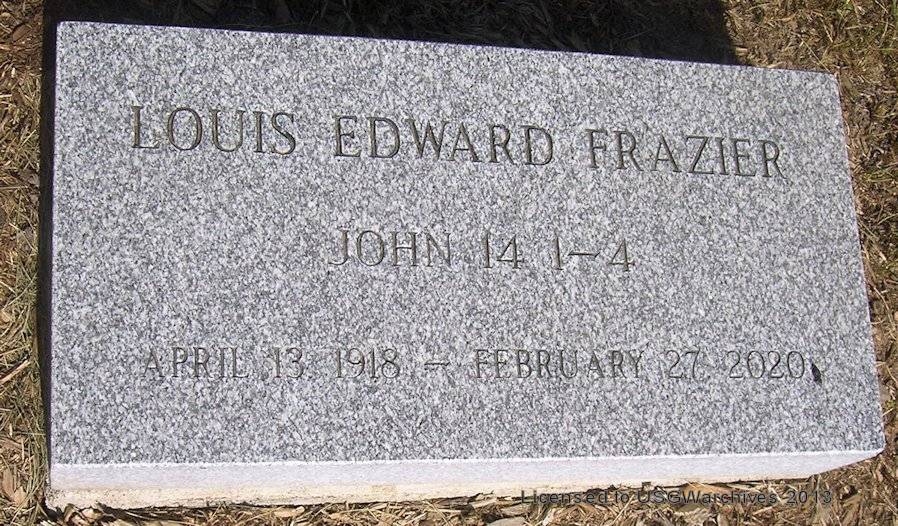 LOUIS EDWARD FRAZIER
JOHN 14 1-4
APRIL 13 1918 - FEBRUARY 27 2020
Licensed to USGWarchives 2013